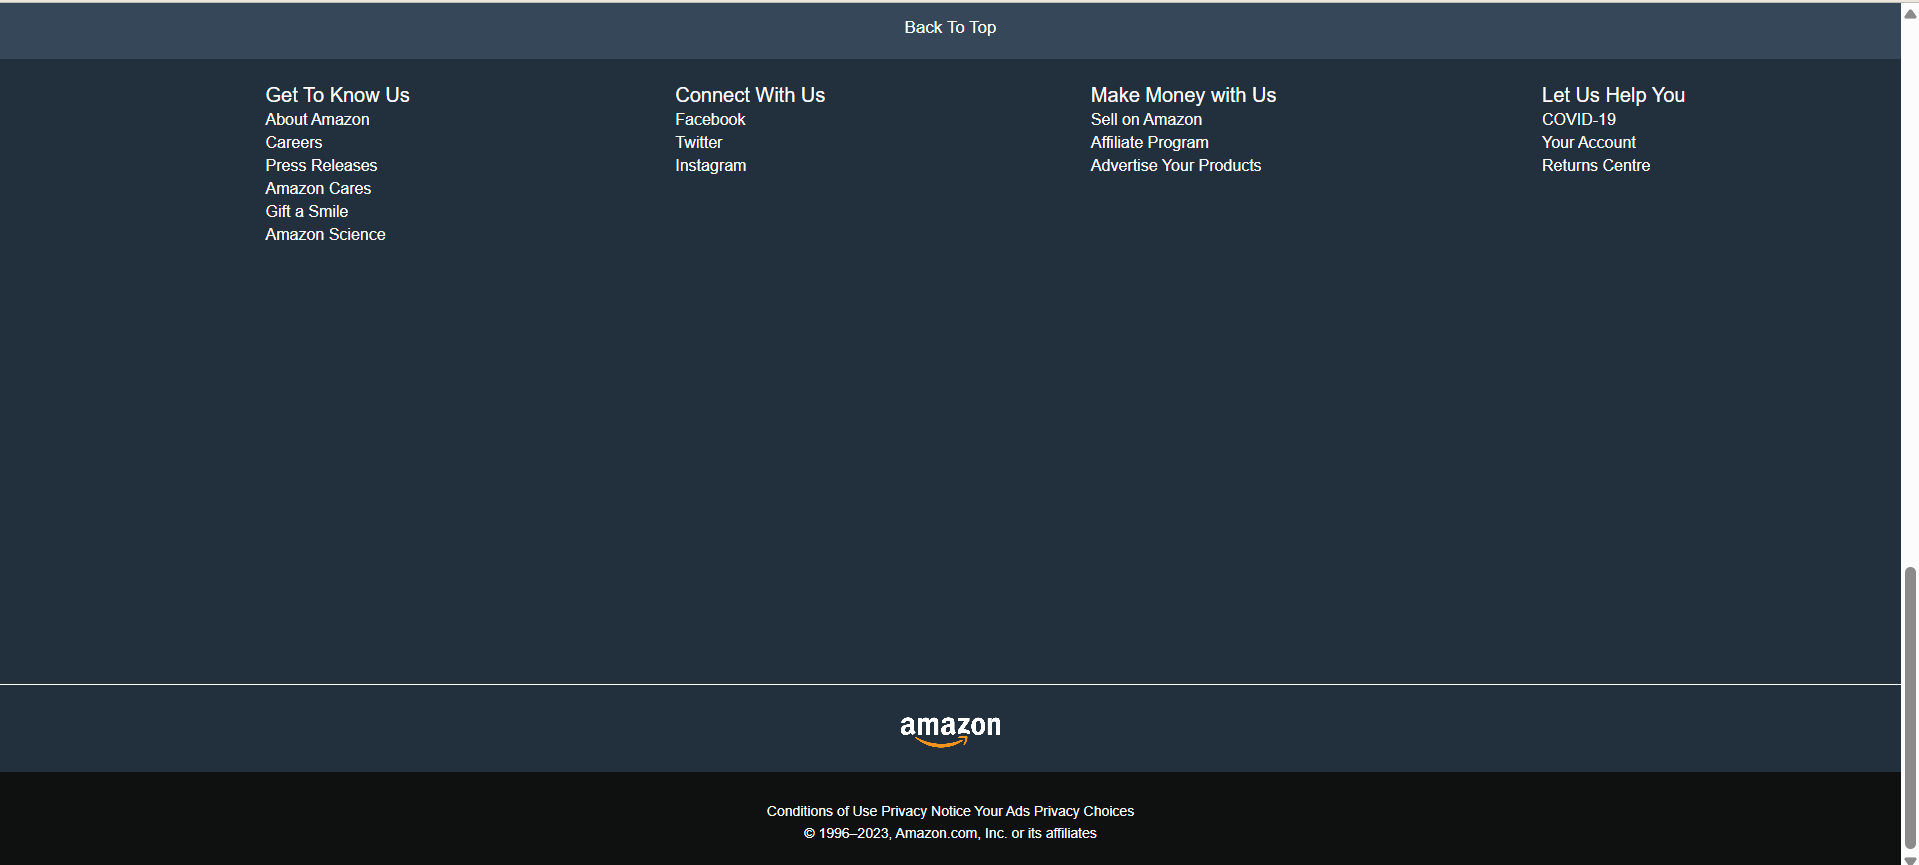 Back To Top
Get To Know Us
About Amazon
Careers
Press Releases
Amazon Cares
Gift a Smile
Amazon Science
Connect With Us
Facebook
Twitter
Instagram
Make Money with Us
Sell on Amazon
Affiliate Program
Advertise Your Products
Let Us Help You
COVID-19
Your Account
Returns Centre
amazon
Conditions of Use Privacy Notice Your Ads Privacy Choices
© 1996–2023, Amazon.com, Inc. or its affiliates